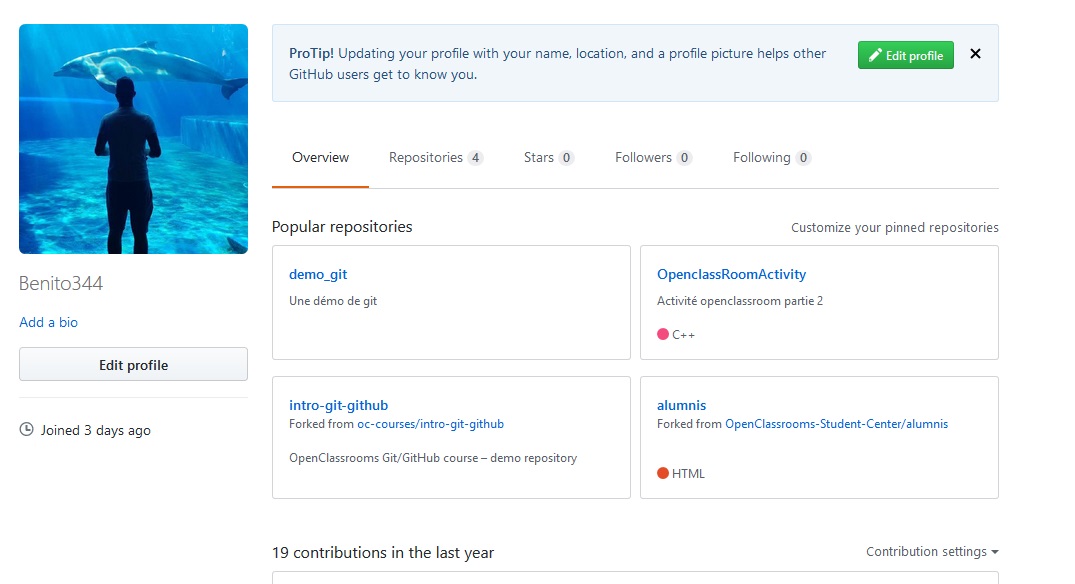 ProTip! Updating your profile with your name, location, and a profile picture helps other
GitHub users get to know you.
Edit profile
Overview
Repositories 4
Stars 0
Followers 0
Following 0
Benito344
Add a bio
Edit profile
Joined 3 days ago
Popular repositories
Customize your pinned repositories
demo_git
Une démo de git
OpenclassRoomActivity
Activité openclassroom partie 2
C++
intro-git-github
Forked from oc-courses/intro-git-github
OpenClassrooms Git/GitHub course – demo repository
alumnis
Forked from OpenClassrooms-Student-Center/alumnis
HTML
19 contributions in the last year
Contribution settings